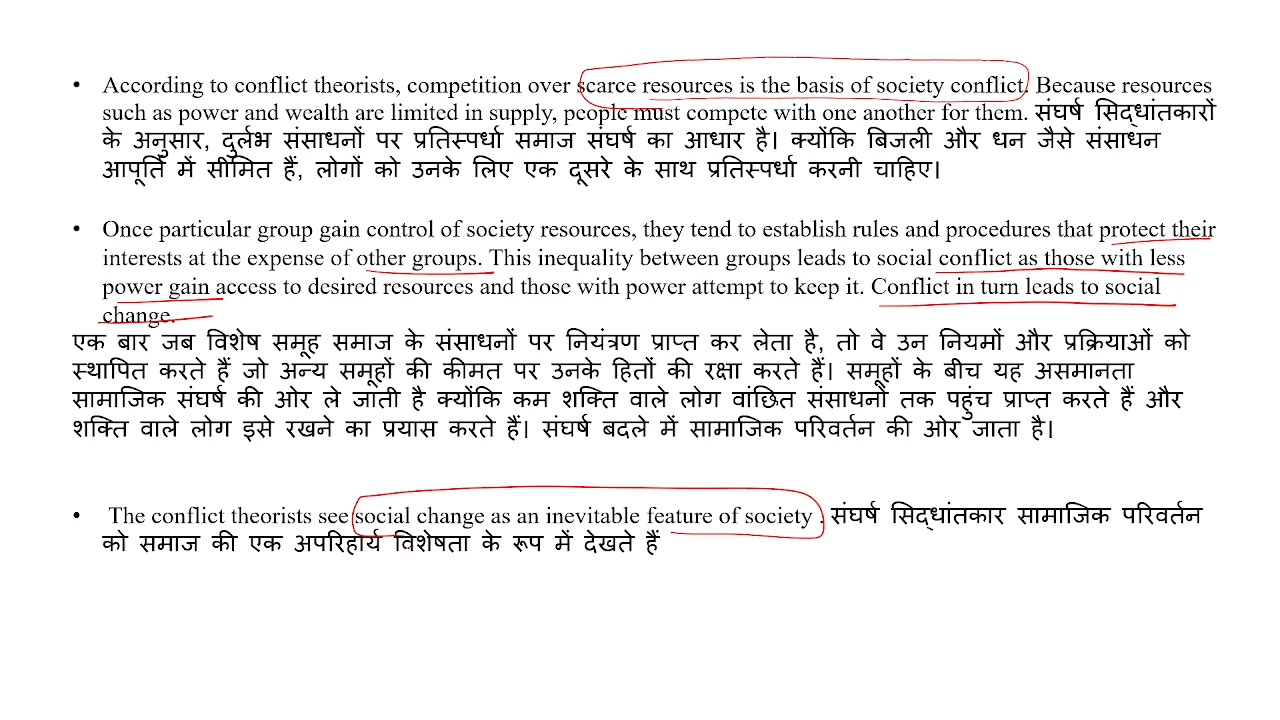 • According to conflict theorists, competition over scarce resources is the basis of society conflict. Because resources
such as power and wealth are limited in supply, people must compete with one another for them. संघर्ष सिद्धांतकारों
के अनुसार, दुर्लभ संसाधनों पर प्रतिस्पर्धा समाज संघर्ष का आधार है। क्योंकि बिजली और धन जैसे संसाधन
आपूर्ति में सीमित हैं, लोगों को उनके लिए एक दूसरे के साथ प्रतिस्पर्धा करनी चाहिए।
• Once particular group gain control of society resources, they tend to establish rules and procedures that protect their
interests at the expense of other groups. This inequality between groups leads to social conflict as those with less
power gain access to desired resources and those with power attempt to keep it. Conflict in turn leads to social
change.
एक बार जब विशेष समूह समाज के संसाधनों पर नियंत्रण प्राप्त कर लेता है, तो वे उन नियमों और प्रक्रियाओं को
स्थापित करते हैं जो अन्य समूहों की कीमत पर उनके हितों की रक्षा करते हैं। समूहों के बीच यह असमानता
सामाजिक संघर्ष की ओर ले जाती है क्योंकि कम शक्ति वाले लोग वांछित संसाधनों तक पहुंच प्राप्त करते हैं और
शक्ति वाले लोग इसे रखने का प्रयास करते हैं। संघर्ष बदले में सामाजिक परिवर्तन की ओर जाता है।
• The conflict theorists see social change as an inevitable feature of society . संघर्ष सिद्धांतकार सामाजिक परिवर्तन
को समाज की एक अपरिहार्य विशेषता के रूप में देखते हैं